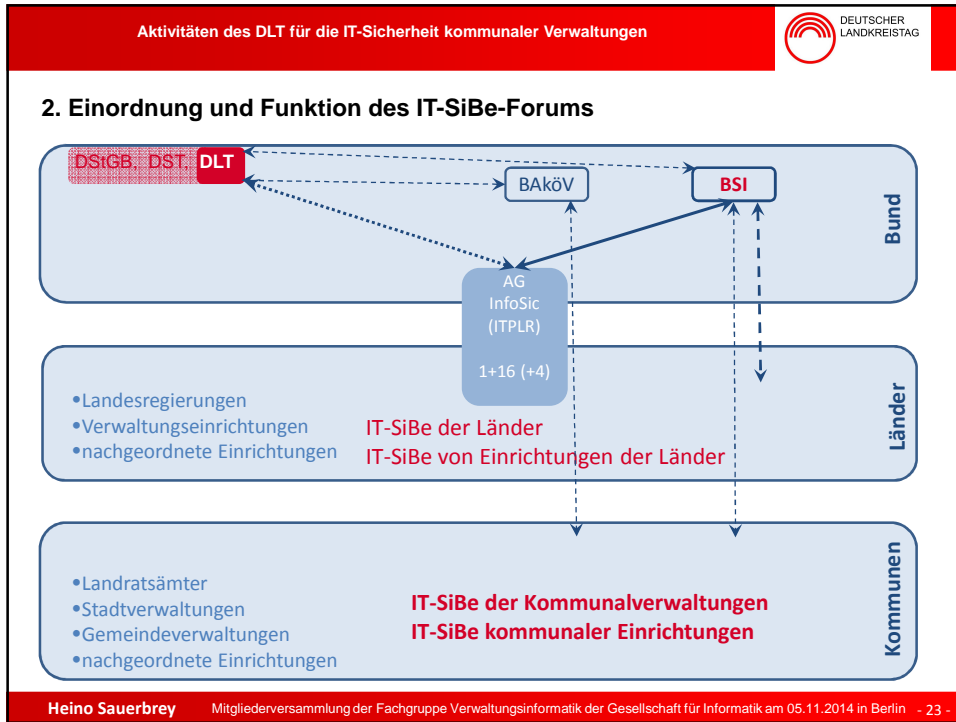 Aktivitäten des DLT für die IT-Sicherheit kommunaler Verwaltungen
DEUTSCHER
LANDKREISTAG
2. Einordnung und Funktion des IT-SiBe-Forums
DStGB, DST, DLT
BAköV
BSI
Bund
AG
InfoSic
(ITPLR)
1+16 (+4)
•Landesregierungen
•Verwaltungseinrichtungen
•nachgeordnete Einrichtungen
IT-SiBe der Länder
IT-SiBe von Einrichtungen der Länder
Länder
•Landratsämter
•Stadtverwaltungen
•Gemeindeverwaltungen
•nachgeordnete Einrichtungen
IT-SiBe der Kommunalverwaltungen
IT-SiBe kommunaler Einrichtungen
Kommunen
Heino Sauerbrey Mitgliederversammlung der Fachgruppe Verwaltungsinformatik der Gesellschaft für Informatik am 05.11.2014 in Berlin - 23 -